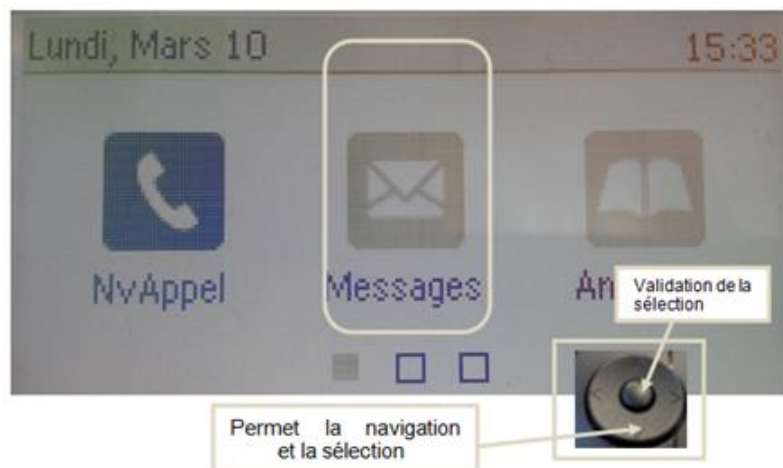 Lundi, Mars 10 15:33
NvAppel Messages An
Validation de la
sélection
Permet la navigation
et la sélection